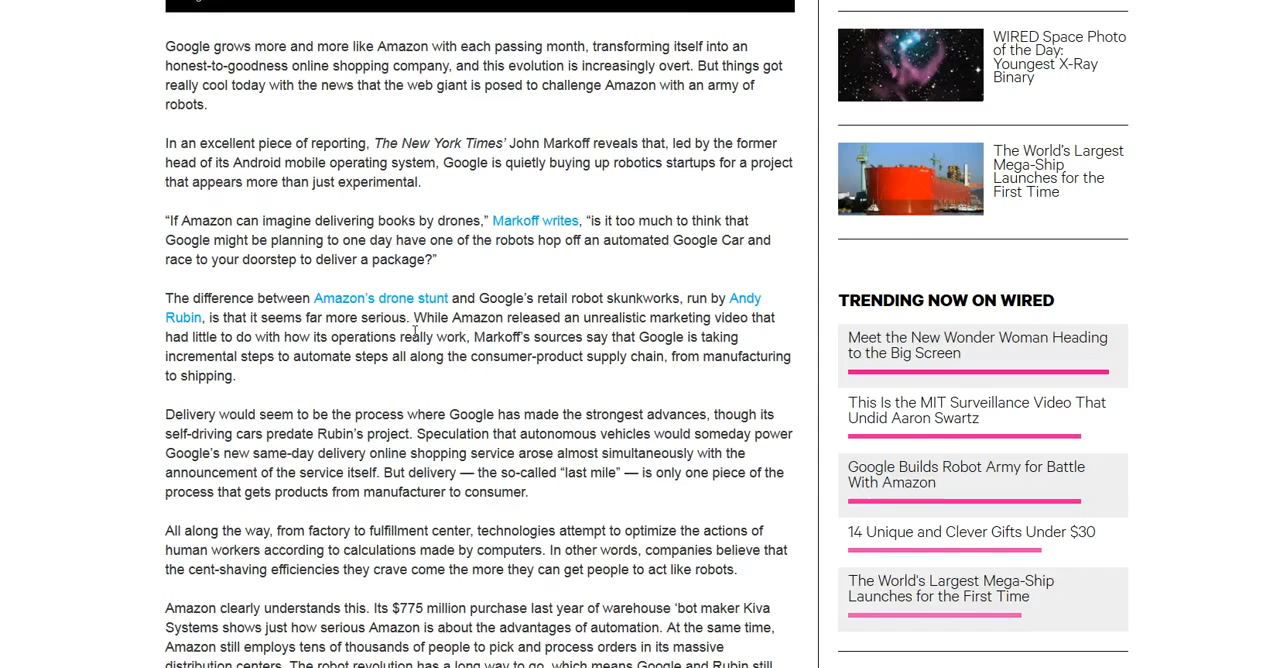 Google grows more and more like Amazon with each passing month, transforming itself into an
honest-to-goodness online shopping company, and this evolution is increasingly overt. But things got
really cool today with the news that the web giant is posed to challenge Amazon with an army of
robots.
In an excellent piece of reporting, The New York Times’ John Markoff reveals that, led by the former
head of its Android mobile operating system, Google is quietly buying up robotics startups for a project
that appears more than just experimental.
“If Amazon can imagine delivering books by drones,” Markoff writes, “is it too much to think that
Google might be planning to one day have one of the robots hop off an automated Google Car and
race to your doorstep to deliver a package?”
The difference between Amazon’s drone stunt and Google’s retail robot skunkworks, run by Andy
Rubin, is that it seems far more serious. While Amazon released an unrealistic marketing video that
had little to do with how its operations really work, Markoff’s sources say that Google is taking
incremental steps to automate steps all along the consumer-product supply chain, from manufacturing
to shipping.
Delivery would seem to be the process where Google has made the strongest advances, though its
self-driving cars predate Rubin’s project. Speculation that autonomous vehicles would someday power
Google’s new same-day delivery online shopping service arose almost simultaneously with the
announcement of the service itself. But delivery — the so-called “last mile” — is only one piece of the
process that gets products from manufacturer to consumer.
All along the way, from factory to fulfillment center, technologies attempt to optimize the actions of
human workers according to calculations made by computers. In other words, companies believe that
the cent-shaving efficiencies they crave come the more they can get people to act like robots.
Amazon clearly understands this. Its $775 million purchase last year of warehouse ‘bot maker Kiva
Systems shows just how serious Amazon is about the advantages of automation. At the same time,
Amazon still employs tens of thousands of people to pick and process orders in its massive
distribution centers. The robot revolution has a long way to go, which means Google and Rubin still
WIRED Space Photo
of the Day:
Youngest X-Ray
Binary
The World’s Largest
Mega-Ship
Launches for the
First Time
TRENDING NOW ON WIRED
Meet the New Wonder Woman Heading
to the Big Screen
This Is the MIT Surveillance Video That
Undid Aaron Swartz
Google Builds Robot Army for Battle
With Amazon
14 Unique and Clever Gifts Under $30
The World’s Largest Mega-Ship
Launches for the First Time